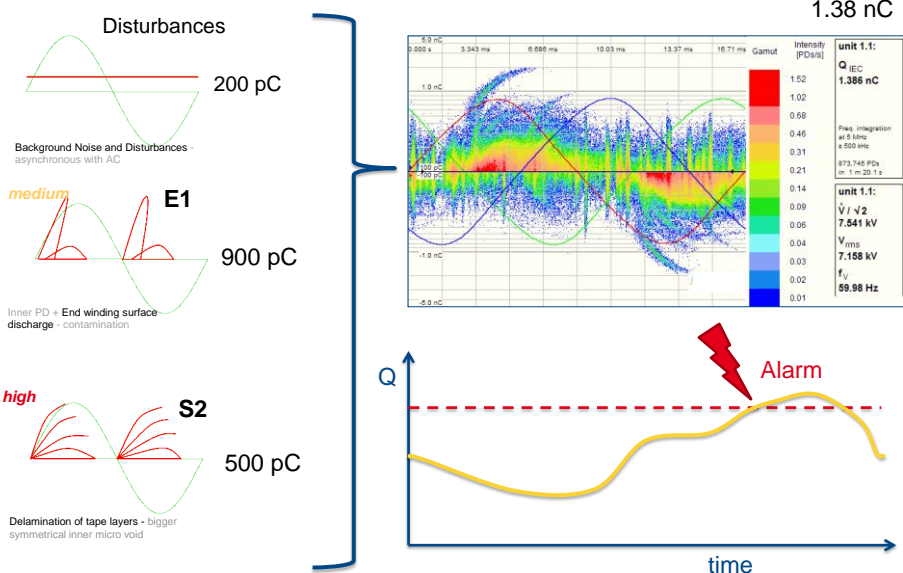 Disturbances
200 pC
Background Noise and Disturbances -
asynchronous with AC
medium
E1
900 pC
Inner PD + End winding surface
discharge - contamination
high
S2
500 pC
Delamination of tape layers - bigger
symmetrical inner micro void
1.38 nC
5.0 nC
0.000 s
3.343 ms
6.686 ms
10.03 ms
13.37 ms
16.71 ms
1.0 nC
100 pC
-100 pC
-1.0 nC
-5.0 nC
Gamut
Intensity
[PDs/s]
1.52
1.02
0.68
0.46
0.31
0.21
0.14
0.09
0.06
0.04
0.03
0.02
0.01
unit 1.1:
Q IEC
1.386 nC
Freq. integration
at 5 MHz
± 500 kHz
873,746 PDs
in 1 m 20.1 s
unit 1.1:
V̂ / √2
7.541 kV
Vrms
7.158 kV
fV
59.98 Hz
Q
Alarm
time